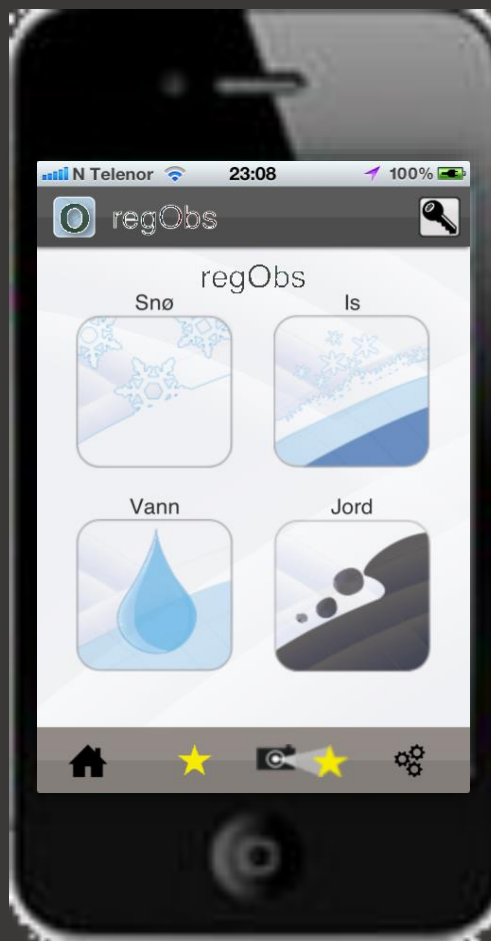 N Telenor 23:08 100%
O regObs
regObs
Snø Is
Vann Jord